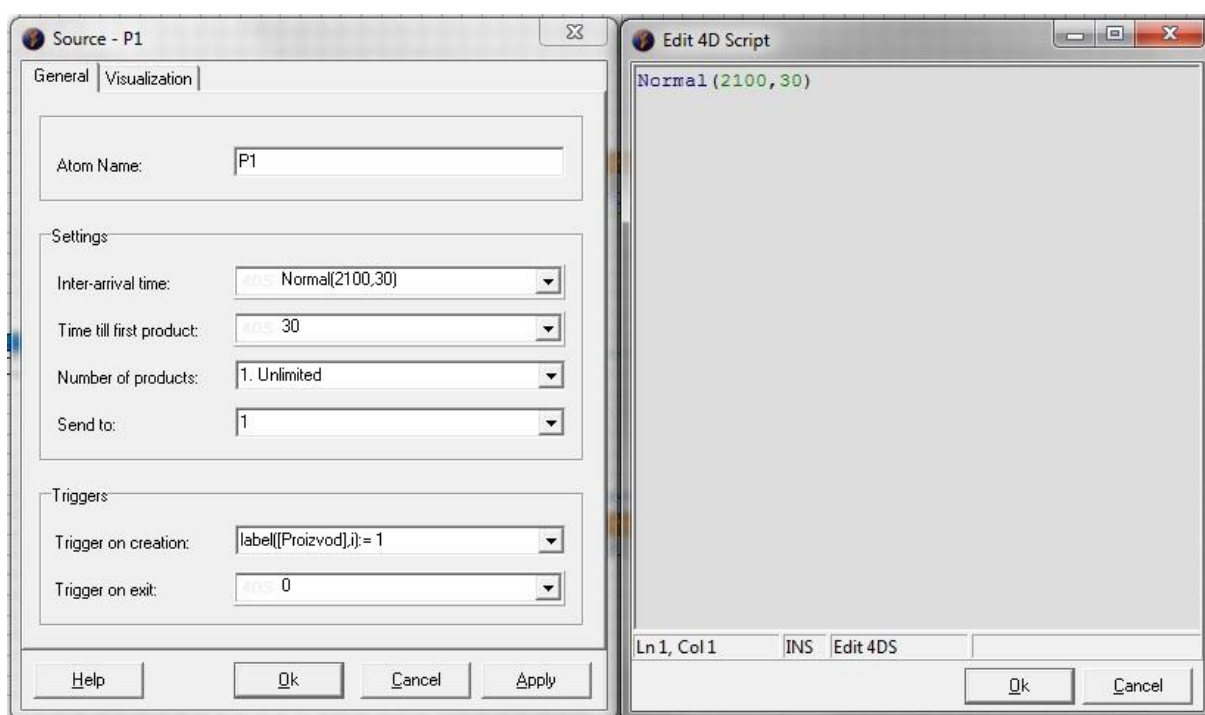 Source - P1
General
Visualization
Atom Name:
P1
Settings
Inter-arrival time:
4DS Normal(2100,30)
Time till first product:
4DS 30
Number of products:
1. Unlimited
Send to:
1
Triggers
Trigger on creation:
label([Proizvod],i):= 1
Trigger on exit:
4DS 0
Help
Ok
Cancel
Apply
Edit 4D Script
Normal(2100,30)
Ln 1, Col 1
INS
Edit 4DS
Ok
Cancel